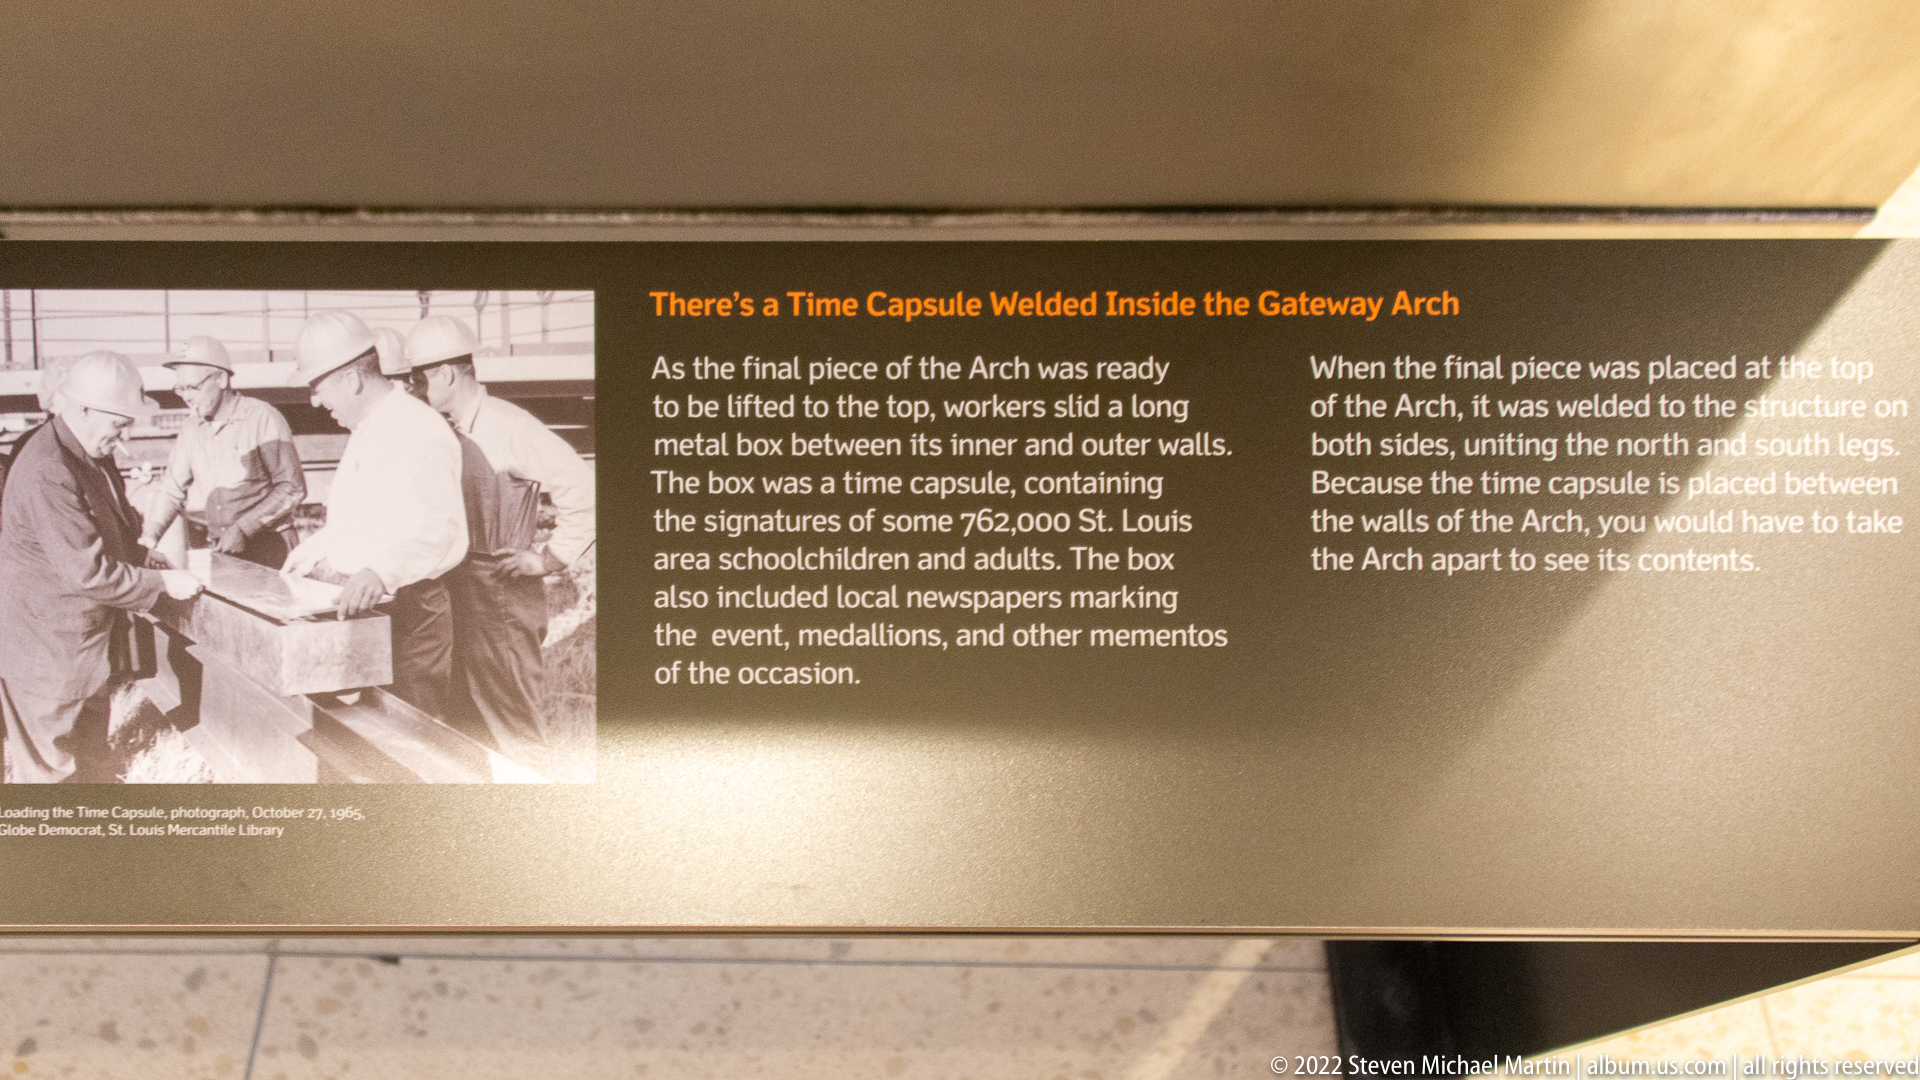 There's a Time Capsule Welded Inside the Gateway Arch
As the final piece of the Arch was ready
to be lifted to the top, workers slid a long
metal box between its inner and outer walls.
The box was a time capsule, containing
the signatures of some 762,000 St. Louis
area schoolchildren and adults. The box
also included local newspapers marking
the event, medallions, and other mementos
of the occasion.
When the final piece was placed at the top
of the Arch, it was welded to the structure on
both sides, uniting the north and south legs.
Because the time capsule is placed between
the walls of the Arch, you would have to take
the Arch apart to see its contents.
Loading the Time Capsule, photograph, October 27, 1965,
Globe Democrat, St. Louis Mercantile Library
© 2022 Steven Michael Martin | album.us.com | all rights reserved